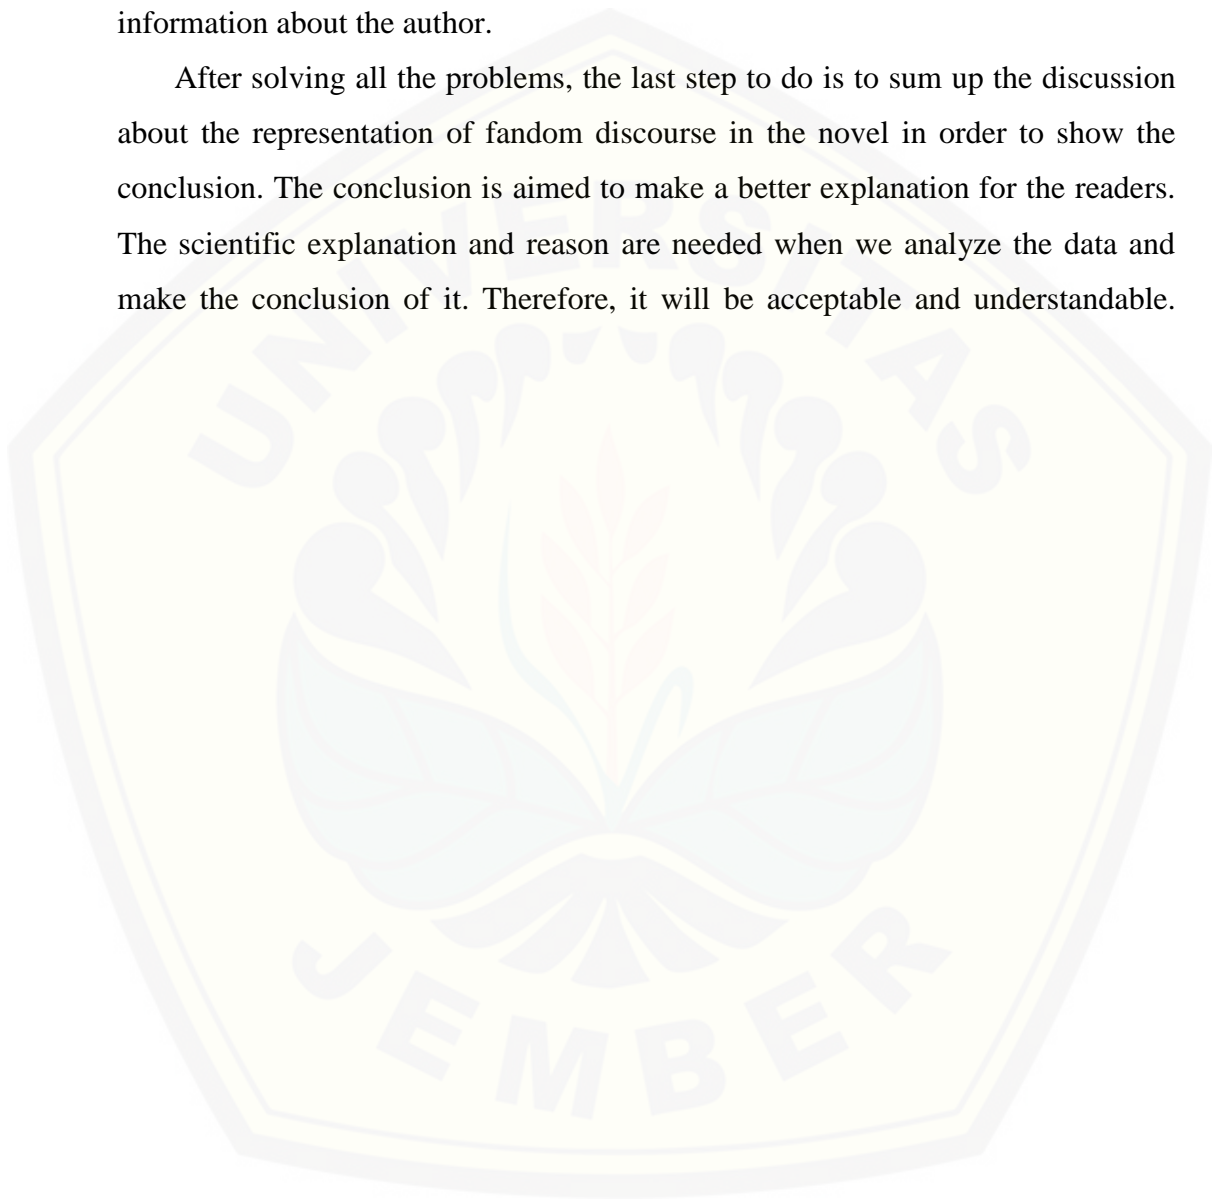 information about the author.
After solving all the problems, the last step to do is to sum up the discussion
about the representation of fandom discourse in the novel in order to show the
conclusion. The conclusion is aimed to make a better explanation for the readers.
The scientific explanation and reason are needed when we analyze the data and
make the conclusion of it. Therefore, it will be acceptable and understandable.
UNIVERSITAS
JEMBER